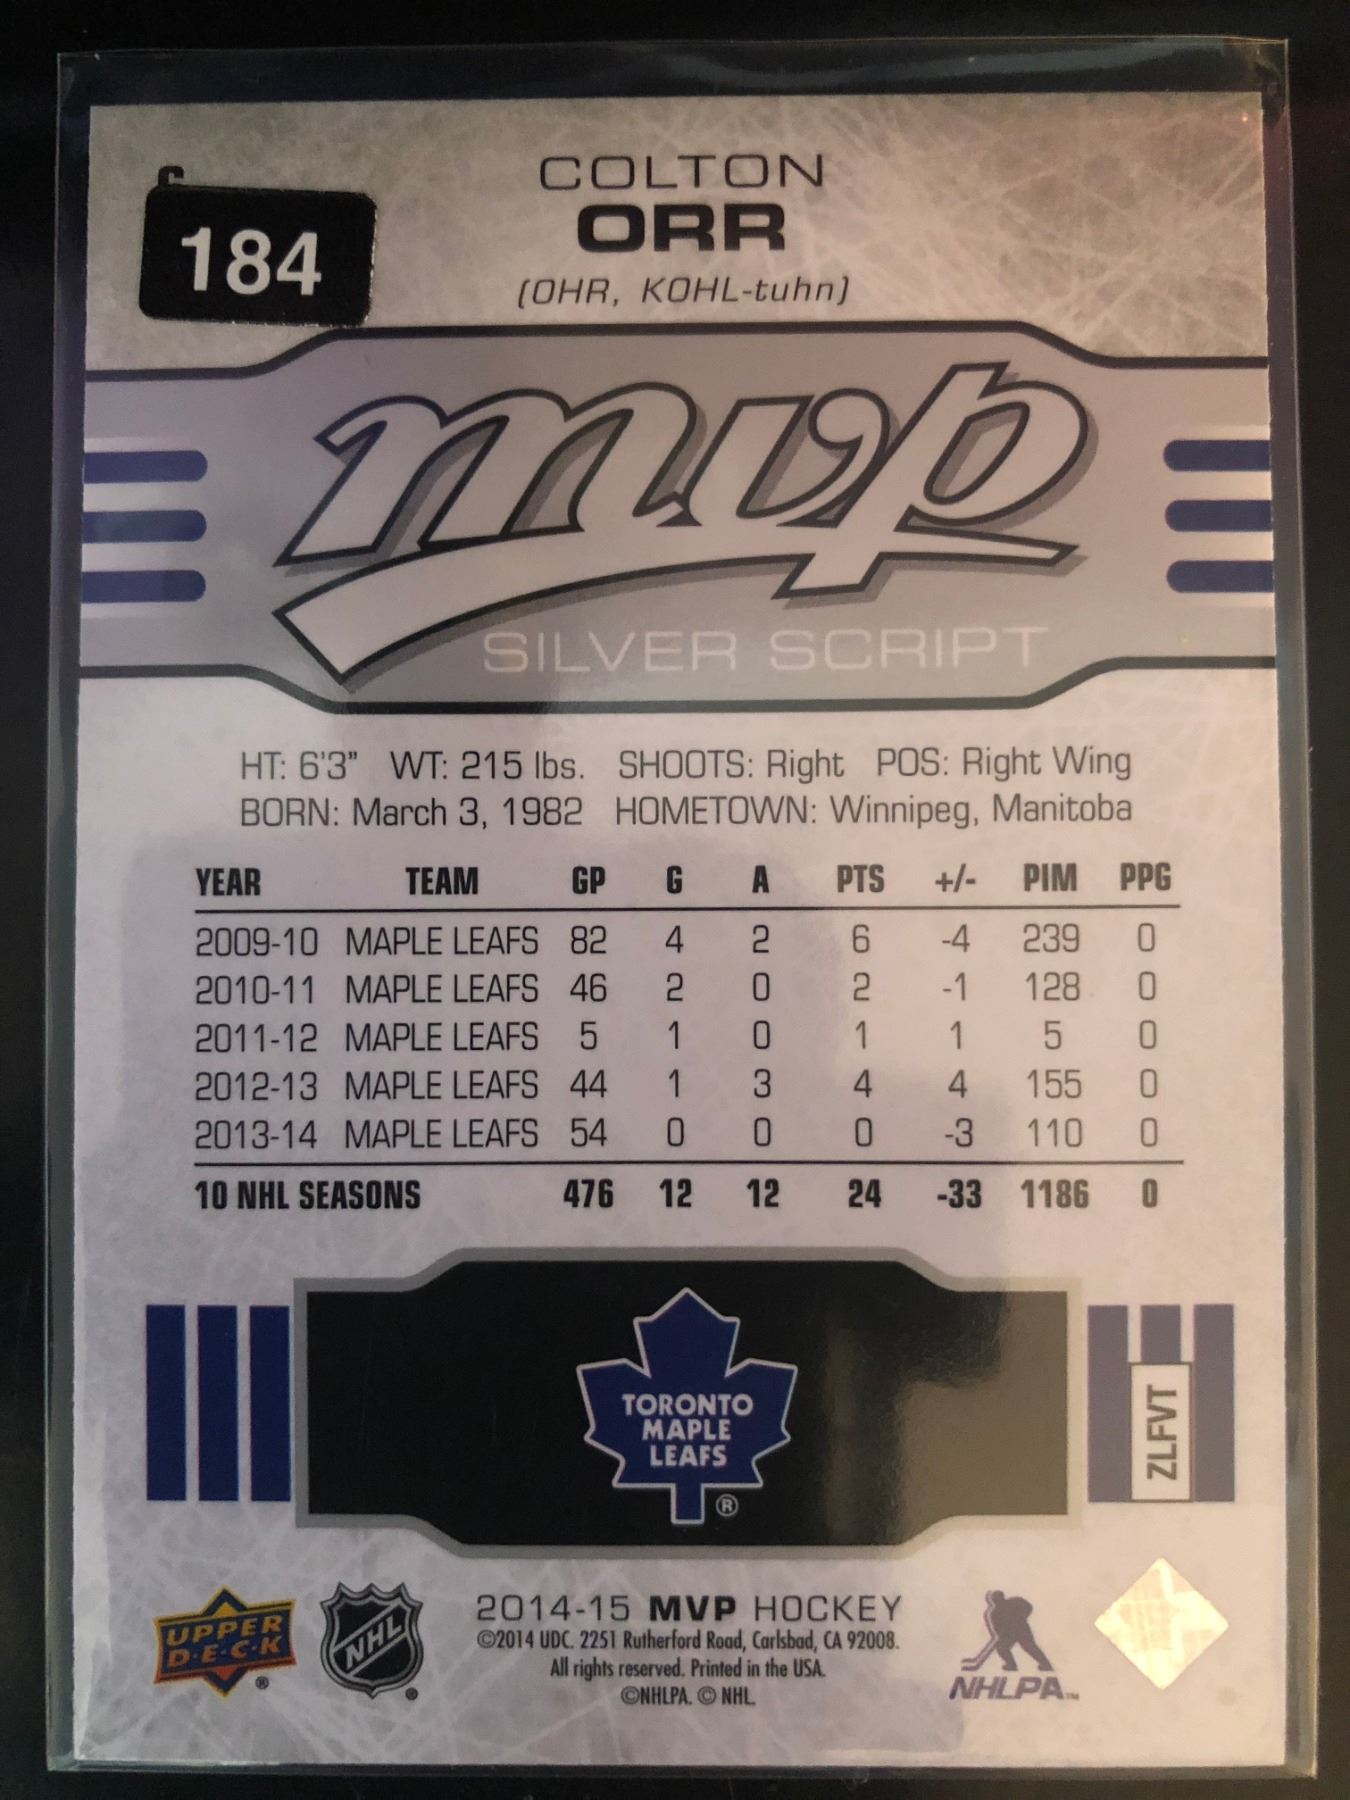 184
COLTON
ORR
(OHR, KOHL-tuhn)
mvp
SILVER SCRIPT
HT: 6'3" WT: 215 lbs. SHOOTS: Right POS: Right Wing
BORN: March 3, 1982 HOMETOWN: Winnipeg, Manitoba
YEAR TEAM GP G A PTS +/- PIM PPG
2009-10 MAPLE LEAFS 82 4 2 6 -4 239 0
2010-11 MAPLE LEAFS 46 2 0 2 -1 128 0
2011-12 MAPLE LEAFS 5 1 0 1 1 5 0
2012-13 MAPLE LEAFS 44 1 3 4 4 155 0
2013-14 MAPLE LEAFS 54 0 0 0 -3 110 0
10 NHL SEASONS 476 12 12 24 -33 1186 0
TORONTO
MAPLE
LEAFS
®
ZLFVT
UPPER
D·E·C·K
®
NHL
®
2014-15 MVP HOCKEY
©2014 UDC. 2251 Rutherford Road, Carlsbad, CA 92008.
All rights reserved. Printed in the USA.
©NHLPA. © NHL.
NHLPA™